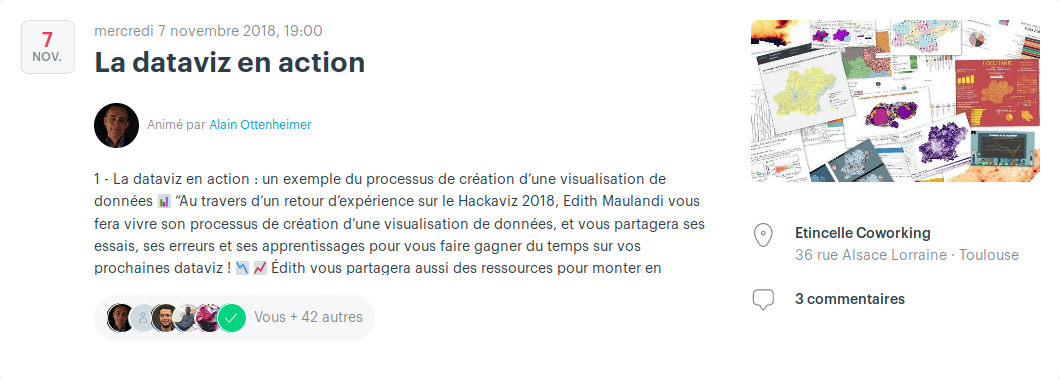 7
NOV.
mercredi 7 novembre 2018, 19:00
La dataviz en action
Animé par Alain Ottenheimer
1 - La dataviz en action : un exemple du processus de création d’une visualisation de
données 📊 “Au travers d’un retour d’expérience sur le Hackaviz 2018, Edith Maulandi vous
fera vivre son processus de création d’une visualisation de données, et vous partagera ses
essais, ses erreurs et ses apprentissages pour vous faire gagner du temps sur vos
prochaines dataviz ! 📉 📈 Édith vous partagera aussi des ressources pour monter en
Vous + 42 autres
L'OCCITANIE
Etincelle Coworking
36 rue Alsace Lorraine · Toulouse
3 commentaires